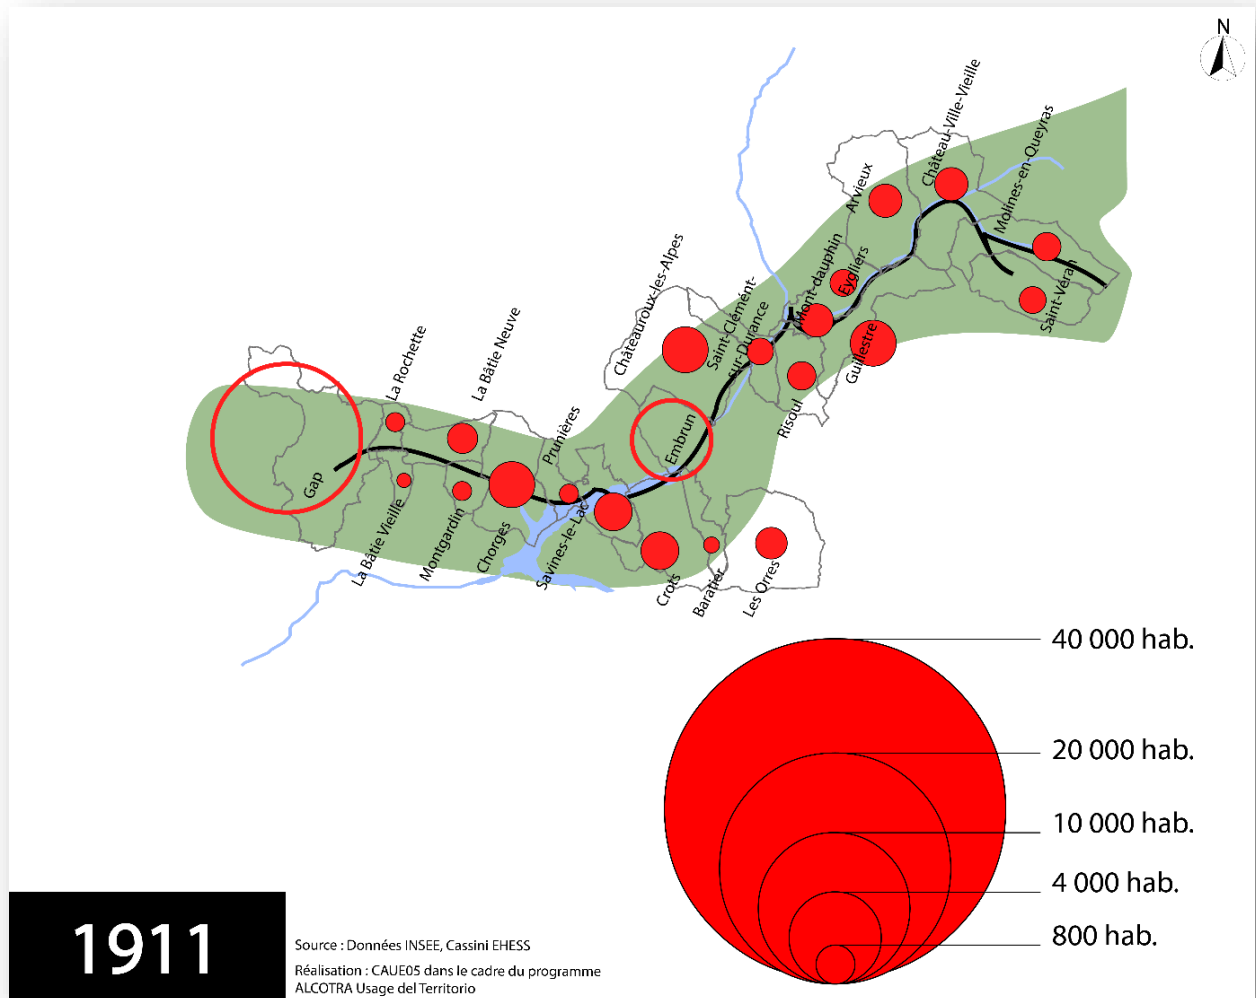 N
Château-Ville-Vieille
Molines-en-Queyras
Arvieux
Mont-dauphin
Eygliers
Châteauroux-les-Alpes
Saint-Clément-
sur-Durance
Saint-Véran
La Rochette
La Bâtie Neuve
Guillestre
Risoul
Prunières
Embrun
Gap
La Bâtie Vieille
Montgardin
Chorges
Savines-le-Lac
Crots
Baratier
Les Orres
40 000 hab.
20 000 hab.
10 000 hab.
4 000 hab.
800 hab.
1911
Source : Données INSEE, Cassini EHESS
Réalisation : CAUE05 dans le cadre du programme
ALCOTRA Usage del Territorio